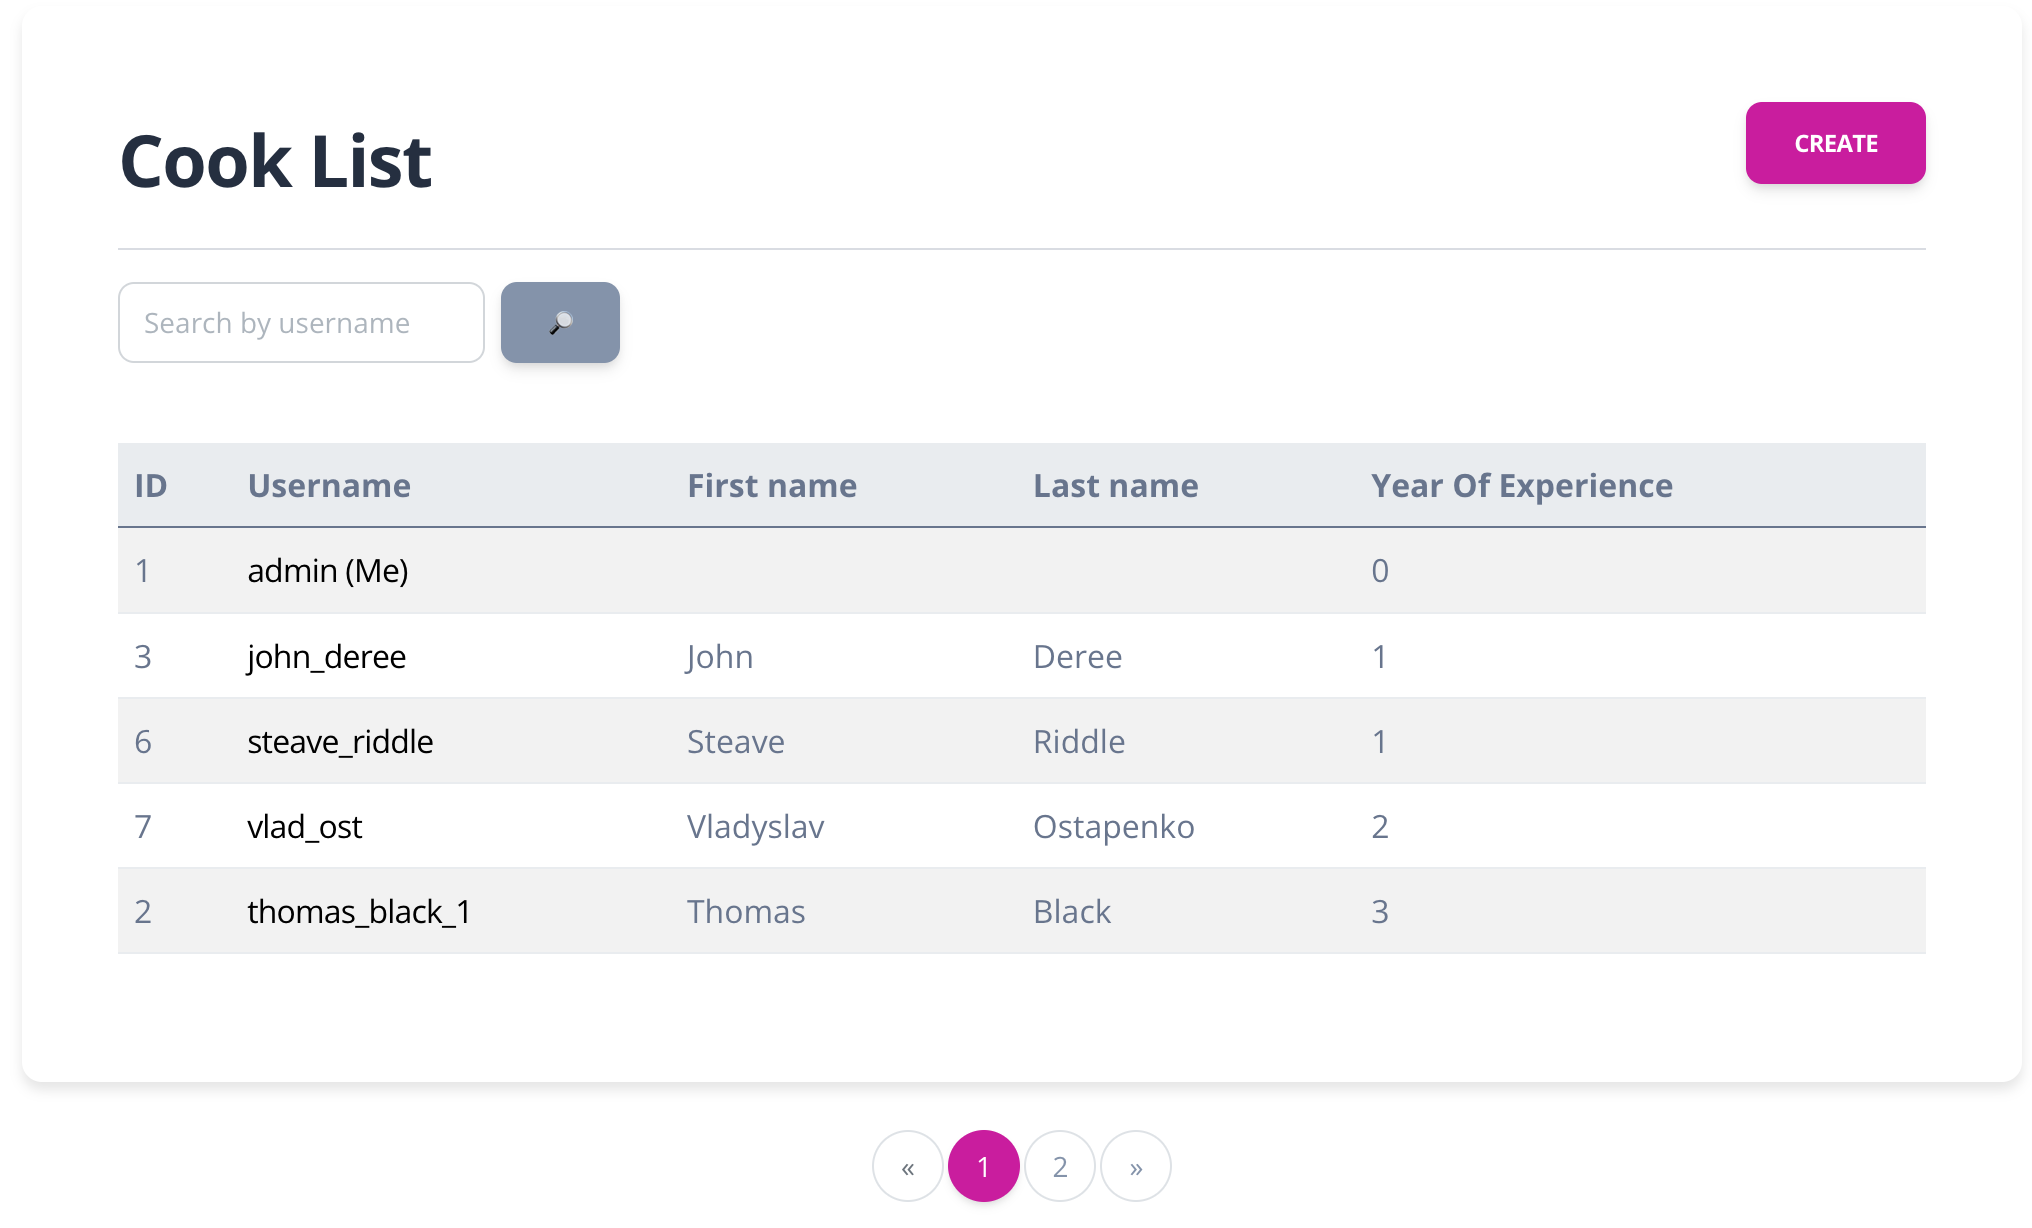 Cook List
CREATE
Search by username
ID Username First name Last name Year Of Experience
1 admin (Me) 0
3 john_deree John Deree 1
6 steave_riddle Steave Riddle 1
7 vlad_ost Vladyslav Ostapenko 2
2 thomas_black_1 Thomas Black 3
« 1 2 »